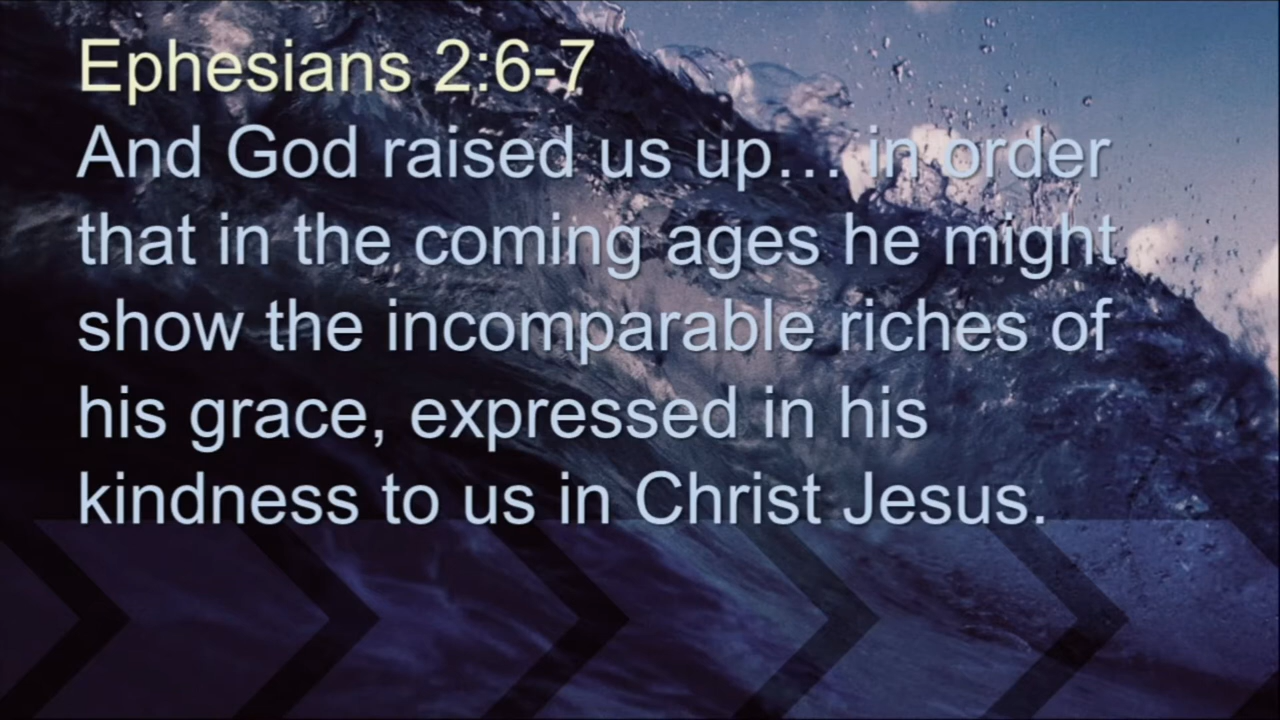 Ephesians 2:6-7
And God raised us up… in order
that in the coming ages he might
show the incomparable riches of
his grace, expressed in his
kindness to us in Christ Jesus.